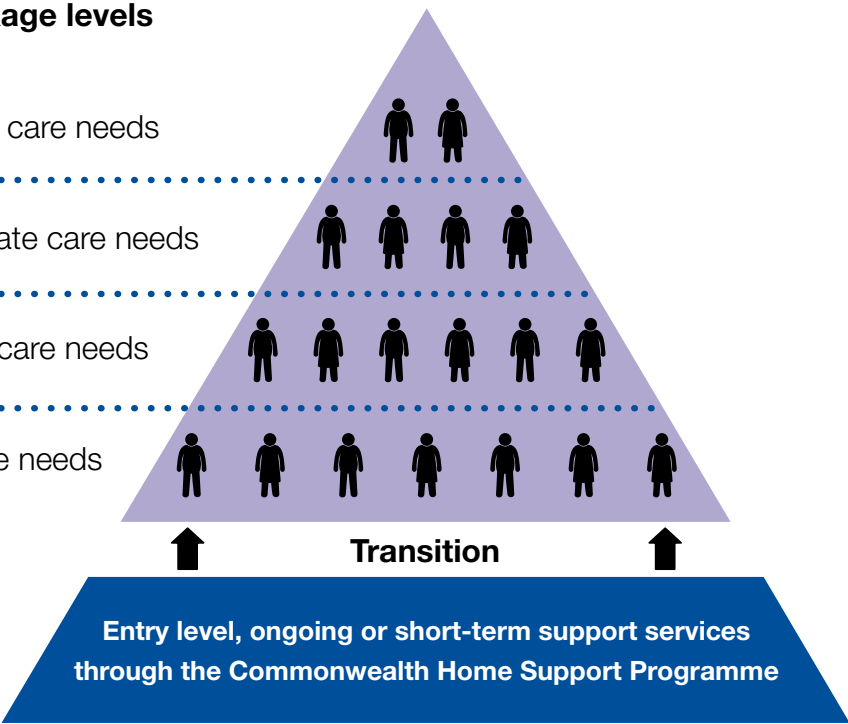 age levels
care needs
ate care needs
care needs
e needs
Transition
Entry level, ongoing or short-term support services
through the Commonwealth Home Support Programme